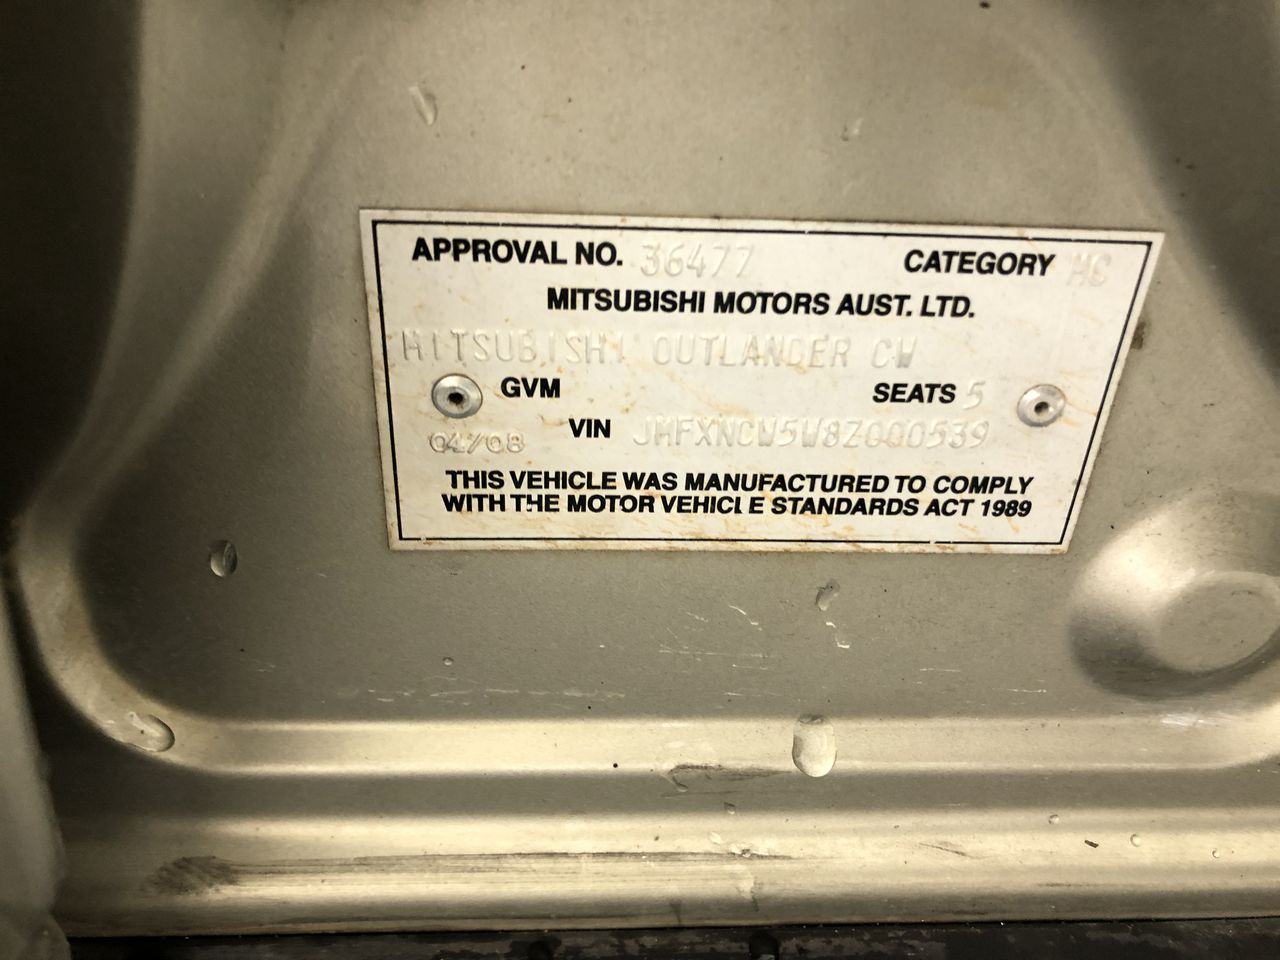 APPROVAL NO. 36477 CATEGORY MC
MITSUBISHI MOTORS AUST. LTD.
MITSUBISHI OUTLANDER CW
GVM SEATS 5
04/08 VIN JMFXNCW5W8Z000539
THIS VEHICLE WAS MANUFACTURED TO COMPLY
WITH THE MOTOR VEHICLE STANDARDS ACT 1989